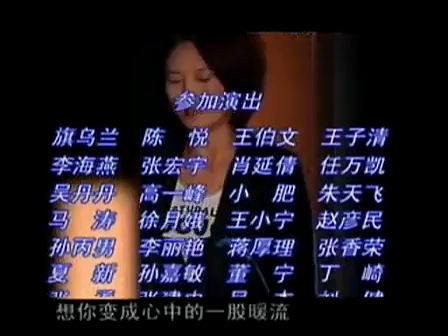 参加演出
旗乌兰 陈 悦 王伯文 王子清
李海燕 张宏宇 肖延倩 任万凯
吴丹丹 高一峰 小 肥 朱天飞
马 涛 徐月娥 王小宁 赵彦民
孙丙男 李丽艳 蒋厚理 张香荣
夏 新 孙嘉敏 董 宁 丁 崎
想你变成心中的一股暖流